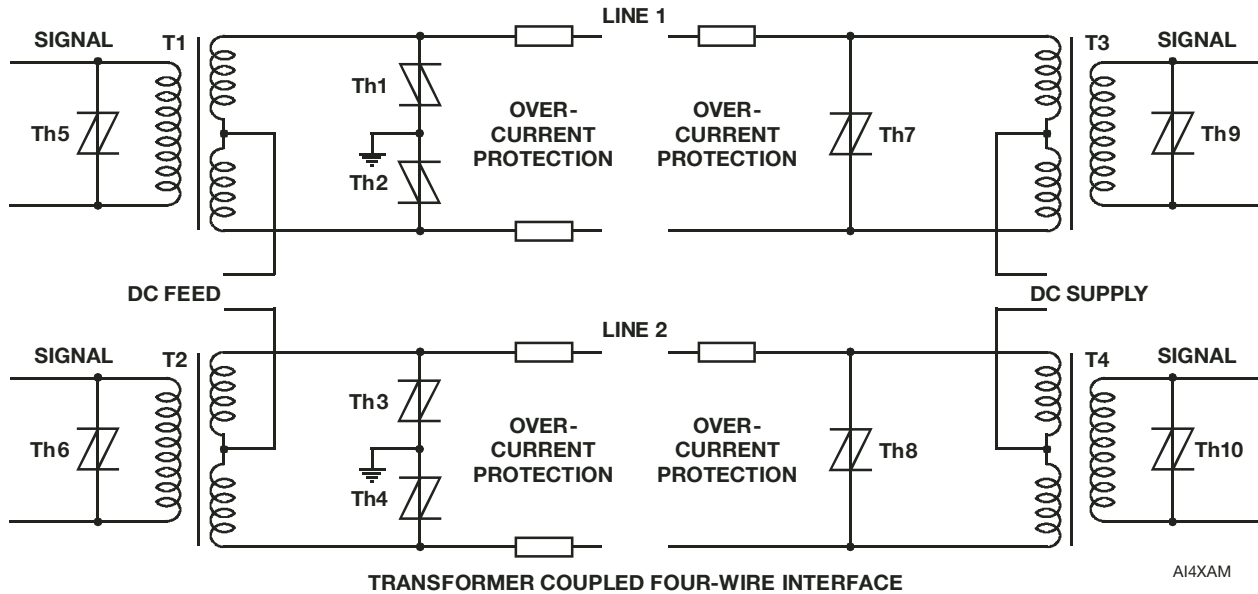 LINE 1
SIGNAL
T1
T3
SIGNAL
Th1
Th5
OVER-
CURRENT
PROTECTION
OVER-
CURRENT
PROTECTION
Th7
Th9
Th2
DC FEED
DC SUPPLY
LINE 2
SIGNAL
T2
T4
SIGNAL
Th3
Th6
OVER-
CURRENT
PROTECTION
OVER-
CURRENT
PROTECTION
Th8
Th10
Th4
AI4XAM
TRANSFORMER COUPLED FOUR-WIRE INTERFACE